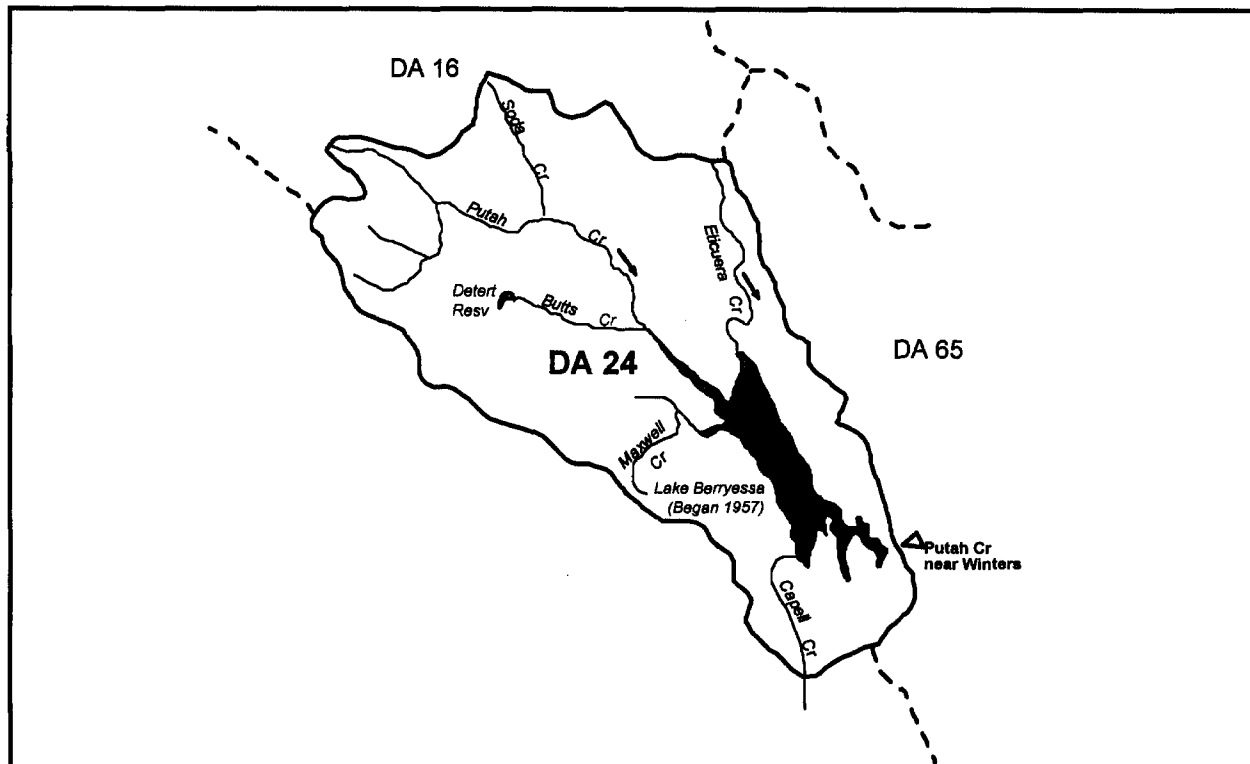 DA 16
Soda
Cr
Putah
Cr
Eticuera
Cr
Detert
Resv
Butts
Cr
DA 24
DA 65
Maxwell
Cr
Lake Berryessa
(Began 1957)
Putah Cr
near Winters
Capell
Cr